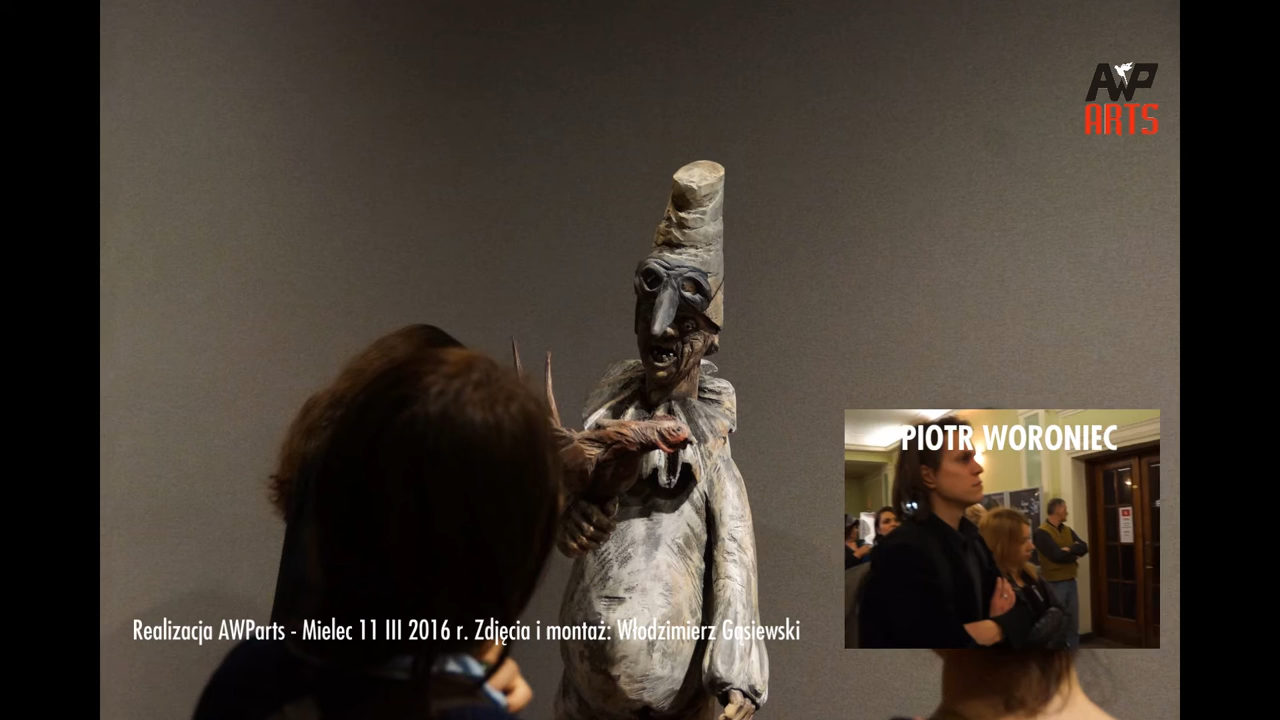 AWP
ARTS
PIOTR WORONIEC
Realizacja AWParts - Mielec 11 III 2016 r. Zdjęcia i montaż: Włodzimierz Gąsiewski